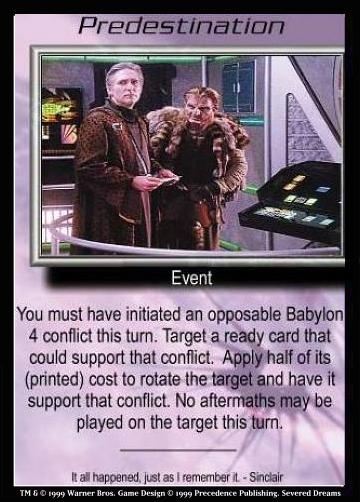 Predestination
Event
You must have initiated an opposable Babylon
4 conflict this turn. Target a ready card that
could support that conflict. Apply half of its
(printed) cost to rotate the target and have it
support that conflict. No aftermaths may be
played on the target this turn.
It all happened, just as I remember it. - Sinclair
TM & © 1999 Warner Bros. Game Design © 1999 Precedence Publishing. Severed Dreams